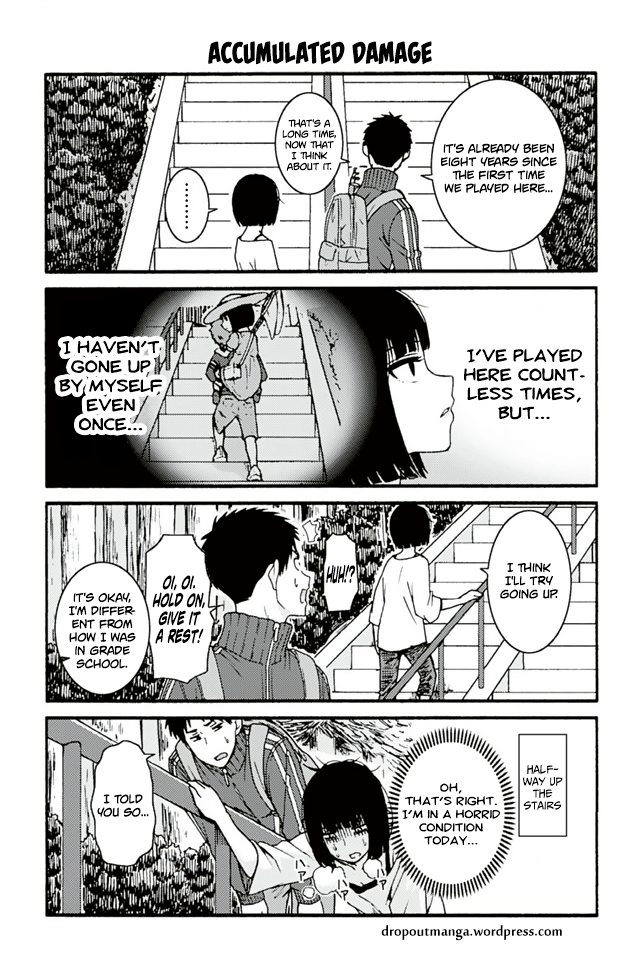 ACCUMULATED DAMAGE
IT'S ALREADY BEEN
EIGHT YEARS SINCE
THE FIRST TIME
WE PLAYED HERE...
THAT'S A
LONG TIME,
NOW THAT
I THINK
ABOUT IT.
........
I'VE PLAYED
HERE COUNT-
LESS TIMES,
BUT...
I HAVEN'T
GONE UP
BY MYSELF
EVEN
ONCE...
I THINK
I'LL TRY
GOING UP.
HUH!?
OI, OI.
HOLD ON,
GIVE IT
A REST!
IT'S OKAY,
I'M DIFFER-
ENT FROM
HOW I WAS
IN GRADE
SCHOOL.
HALF-
WAY UP
THE
STAIRS
OH,
THAT'S RIGHT.
I'M IN A HORRID
CONDITION
TODAY...
I TOLD
YOU SO...
ハァ
ハァ
dropoutmanga.wordpress.com